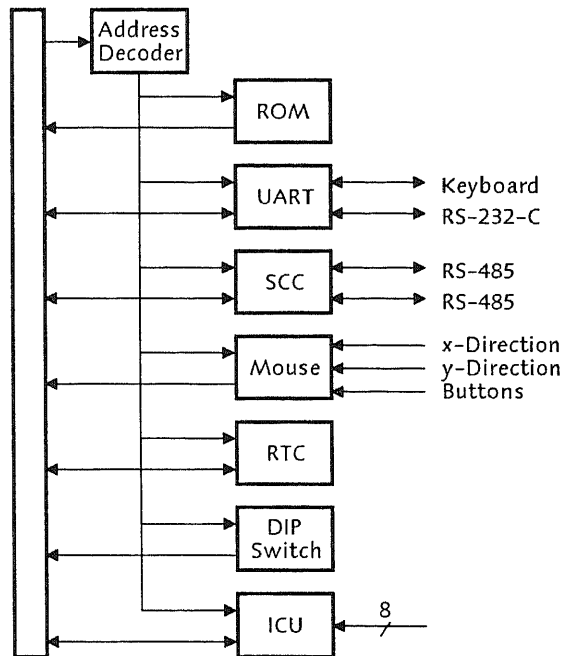 Address
Decoder
ROM
UART
Keyboard
RS-232-C
SCC
RS-485
RS-485
Mouse
x-Direction
y-Direction
Buttons
RTC
DIP
Switch
ICU
8